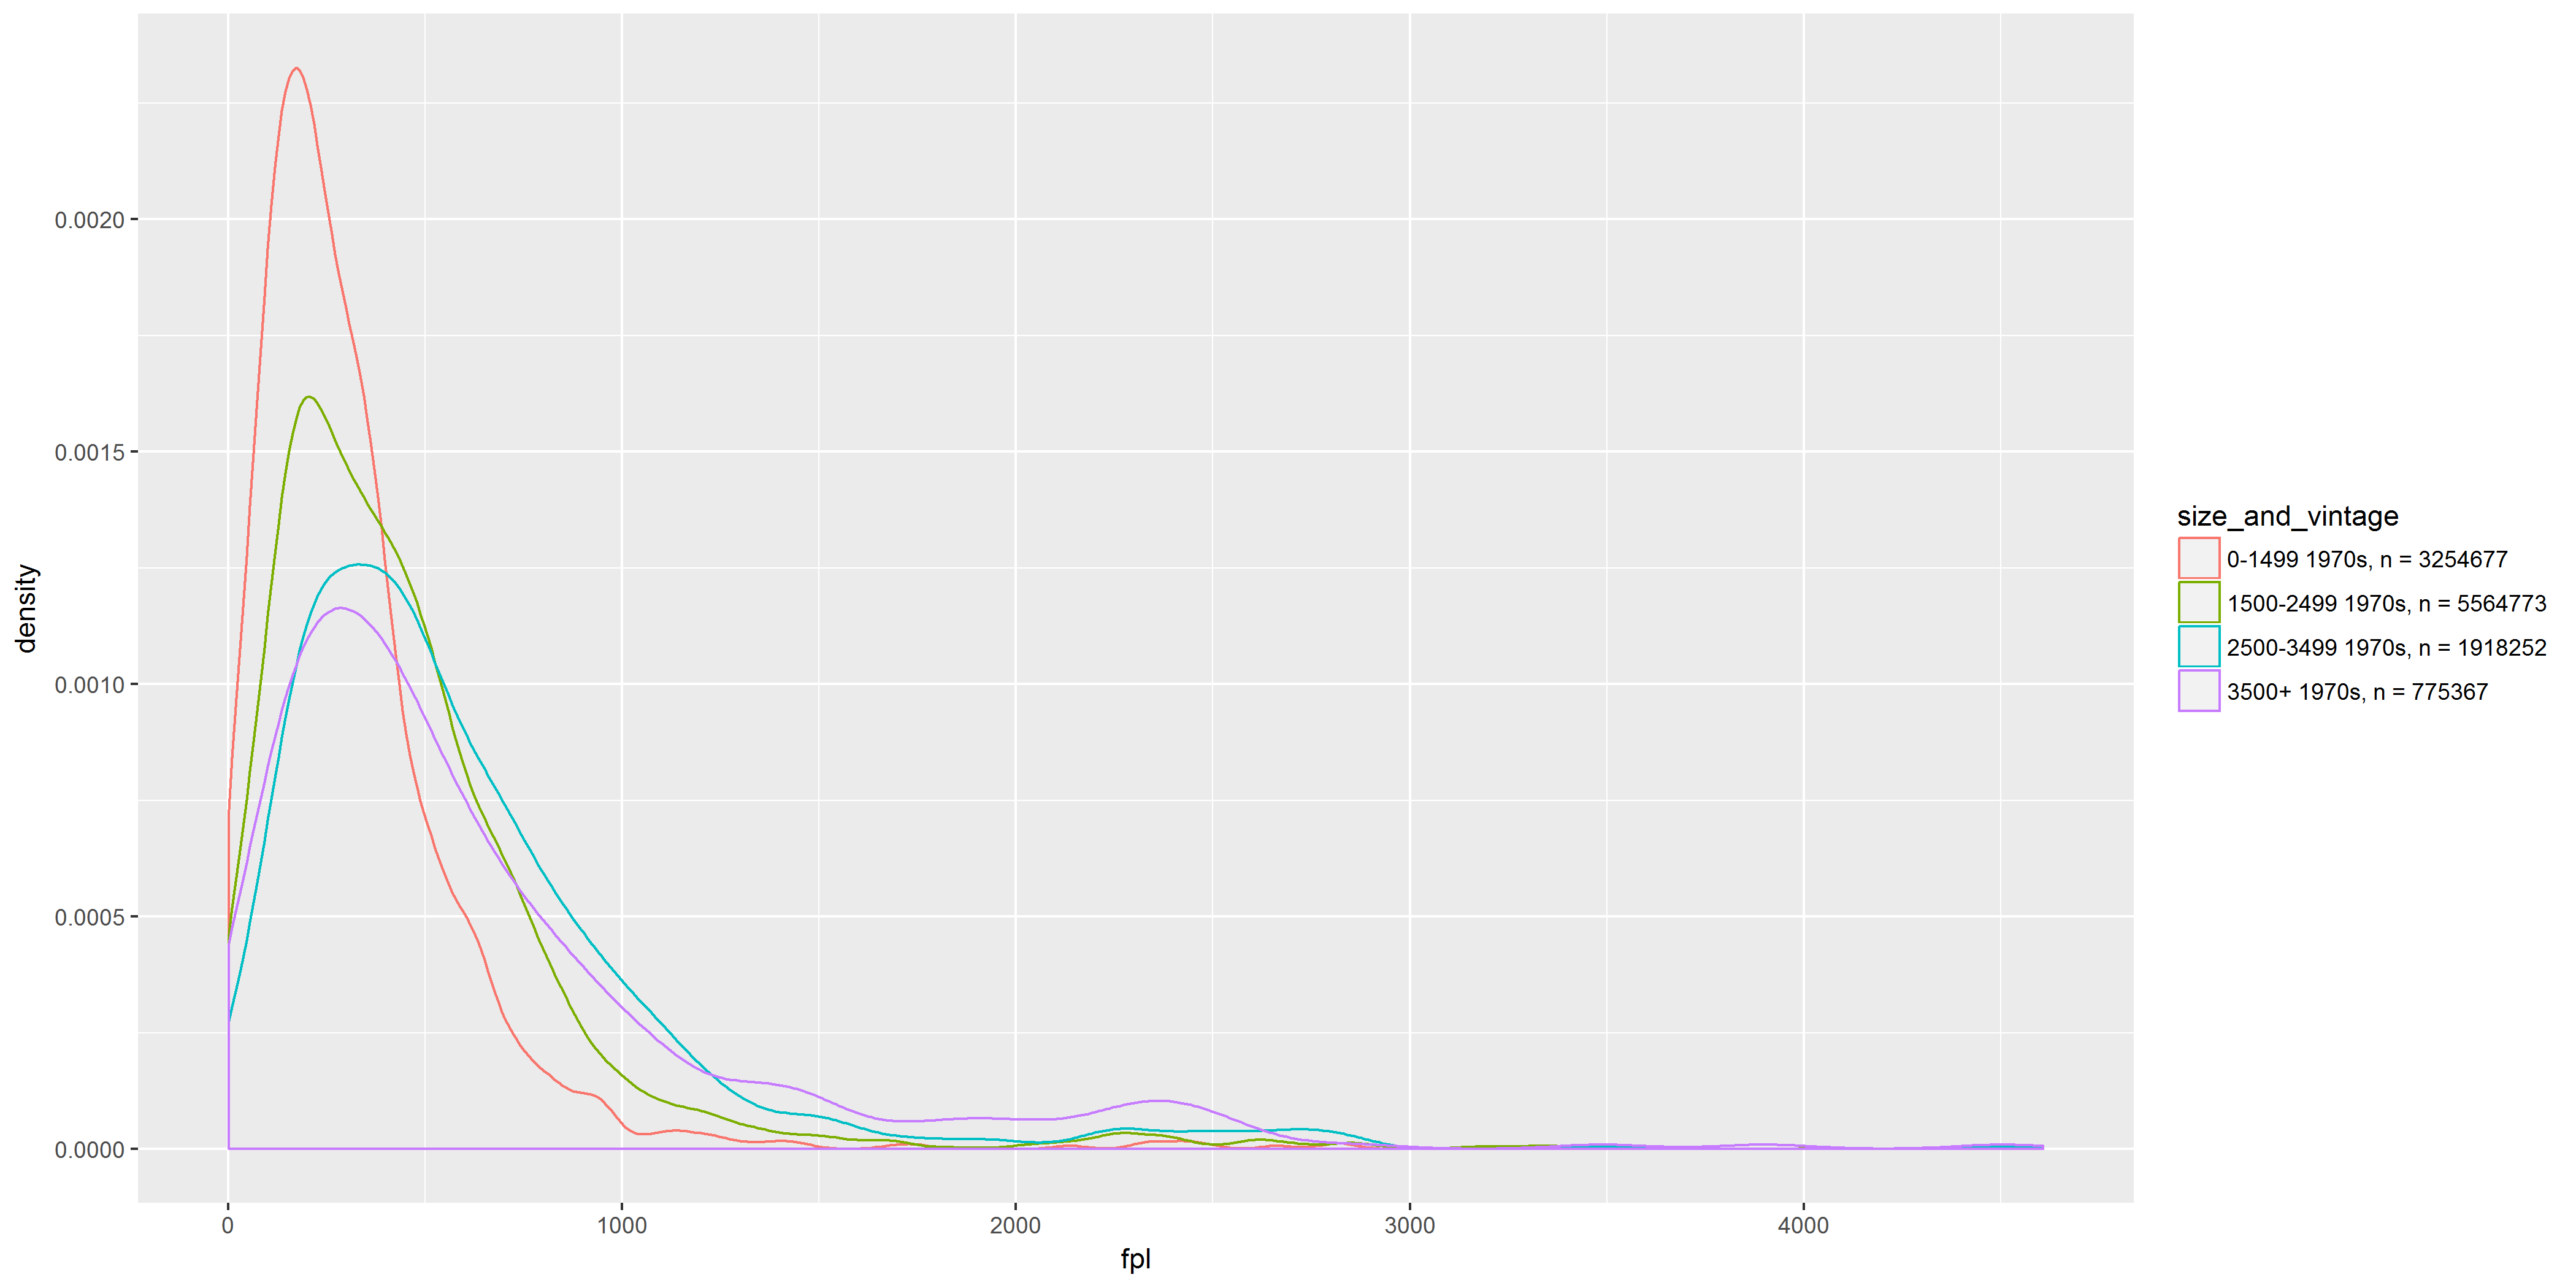 density
0.0020
0.0015
0.0010
0.0005
0.0000
0
1000
2000
3000
4000
fpl
size_and_vintage
0-1499 1970s, n = 3254677
1500-2499 1970s, n = 5564773
2500-3499 1970s, n = 1918252
3500+ 1970s, n = 775367